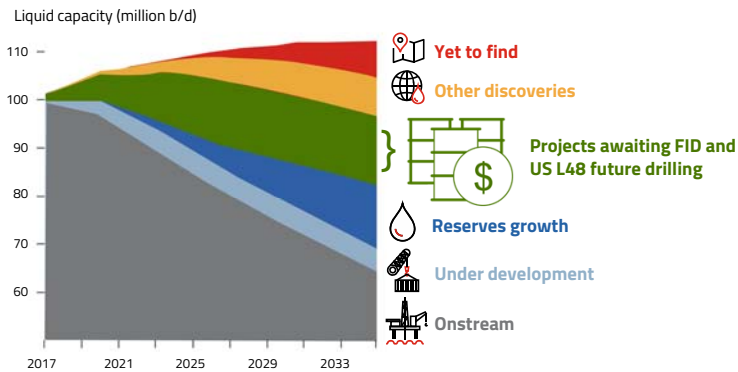 Liquid capacity (million b/d)
110
100
90
80
70
60
2017
2021
2025
2029
2033
Yet to find
Other discoveries
}
Projects awaiting FID and
US L48 future drilling
$
Reserves growth
Under development
Onstream